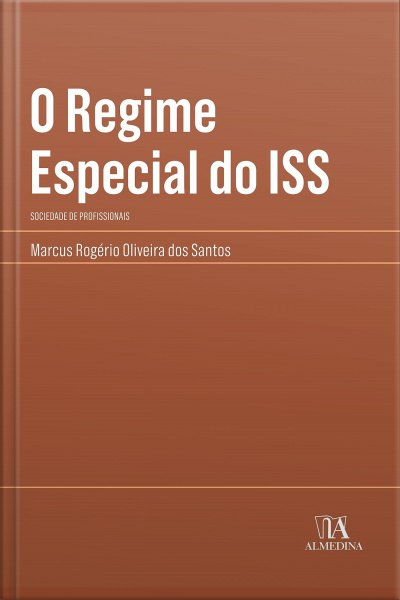 O Regime
Especial do ISS
SOCIEDADE DE PROFISSIONAIS
Marcus Rogério Oliveira dos Santos
ALMEDINA